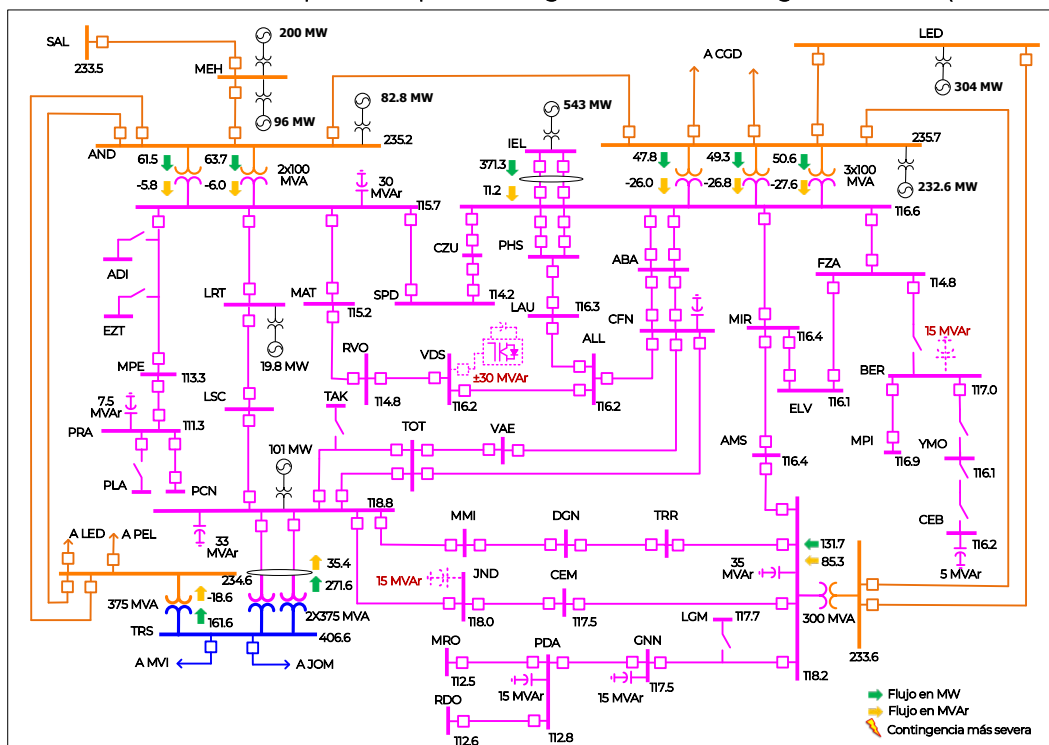 SAL
233.5
MEH
200 MW
96 MW
82.8 MW
235.2
AND
61.5
-5.8
63.7
-6.0
2x100
MVA
30
MVAr
115.7
543 MW
IEL
371.3
11.2
A CGD
LED
304 MW
235.7
47.8
-26.0
49.3
-26.8
50.6
-27.6
3x100
MVA
232.6 MW
116.6
ADI
EZT
LRT
MAT
115.2
SPD
CZU
114.2
PHS
LAU
116.3
ABA
CFN
MIR
116.4
FZA
114.8
15 MVAr
19.8 MW
MPE
113.3
7.5
MVAr
PRA
111.3
PLA
PCN
LSC
RVO
114.8
VDS
116.2
±30 MVAr
ALL
116.2
ELV
116.1
BER
117.0
MPI
116.9
YMO
116.1
CEB
116.2
5 MVAr
TAK
TOT
VAE
AMS
116.4
101 MW
118.8
33
MVAr
MMI
DGN
TRR
131.7
85.3
35
MVAr
300 MVA
233.6
A LED
A PEL
234.6
35.4
271.6
375 MVA
-18.6
161.6
2X375 MVA
TRS
406.6
A MVI
A JOM
15 MVAr
JND
118.0
CEM
117.5
LGM
117.7
118.2
MRO
112.5
PDA
15 MVAr
GNN
15 MVAr
117.5
RDO
112.6
112.8
Flujo en MW
Flujo en MVAr
Contingencia más severa